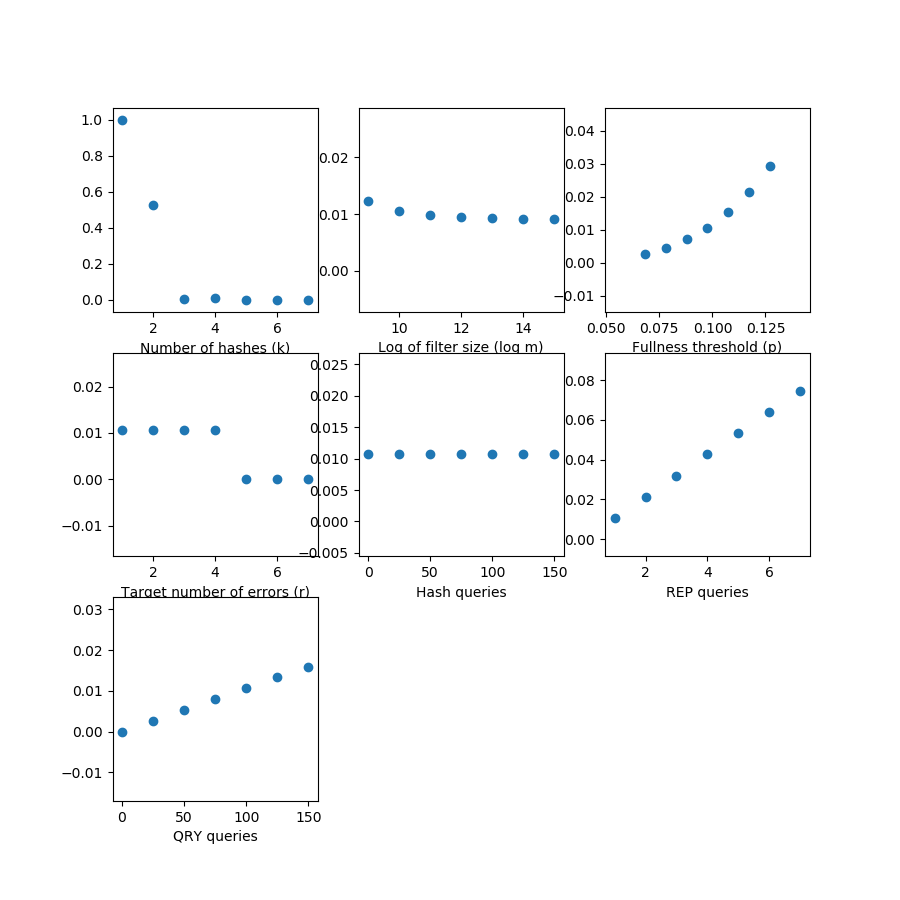 1.0
0.8
0.6
0.4
0.2
0.0
2 4 6
Number of hashes (k)
0.02
0.01
0.00
10 12 14
Log of filter size (log m)
0.04
0.03
0.02
0.01
0.00
−0.01
0.050 0.075 0.100 0.125
Fullness threshold (p)
0.02
0.01
0.00
−0.01
2 4 6
Target number of errors (r)
0.025
0.020
0.015
0.010
0.005
0.000
−0.005
0 50 100 150
Hash queries
0.08
0.06
0.04
0.02
0.00
2 4 6
REP queries
0.03
0.02
0.01
0.00
−0.01
0 50 100 150
QRY queries